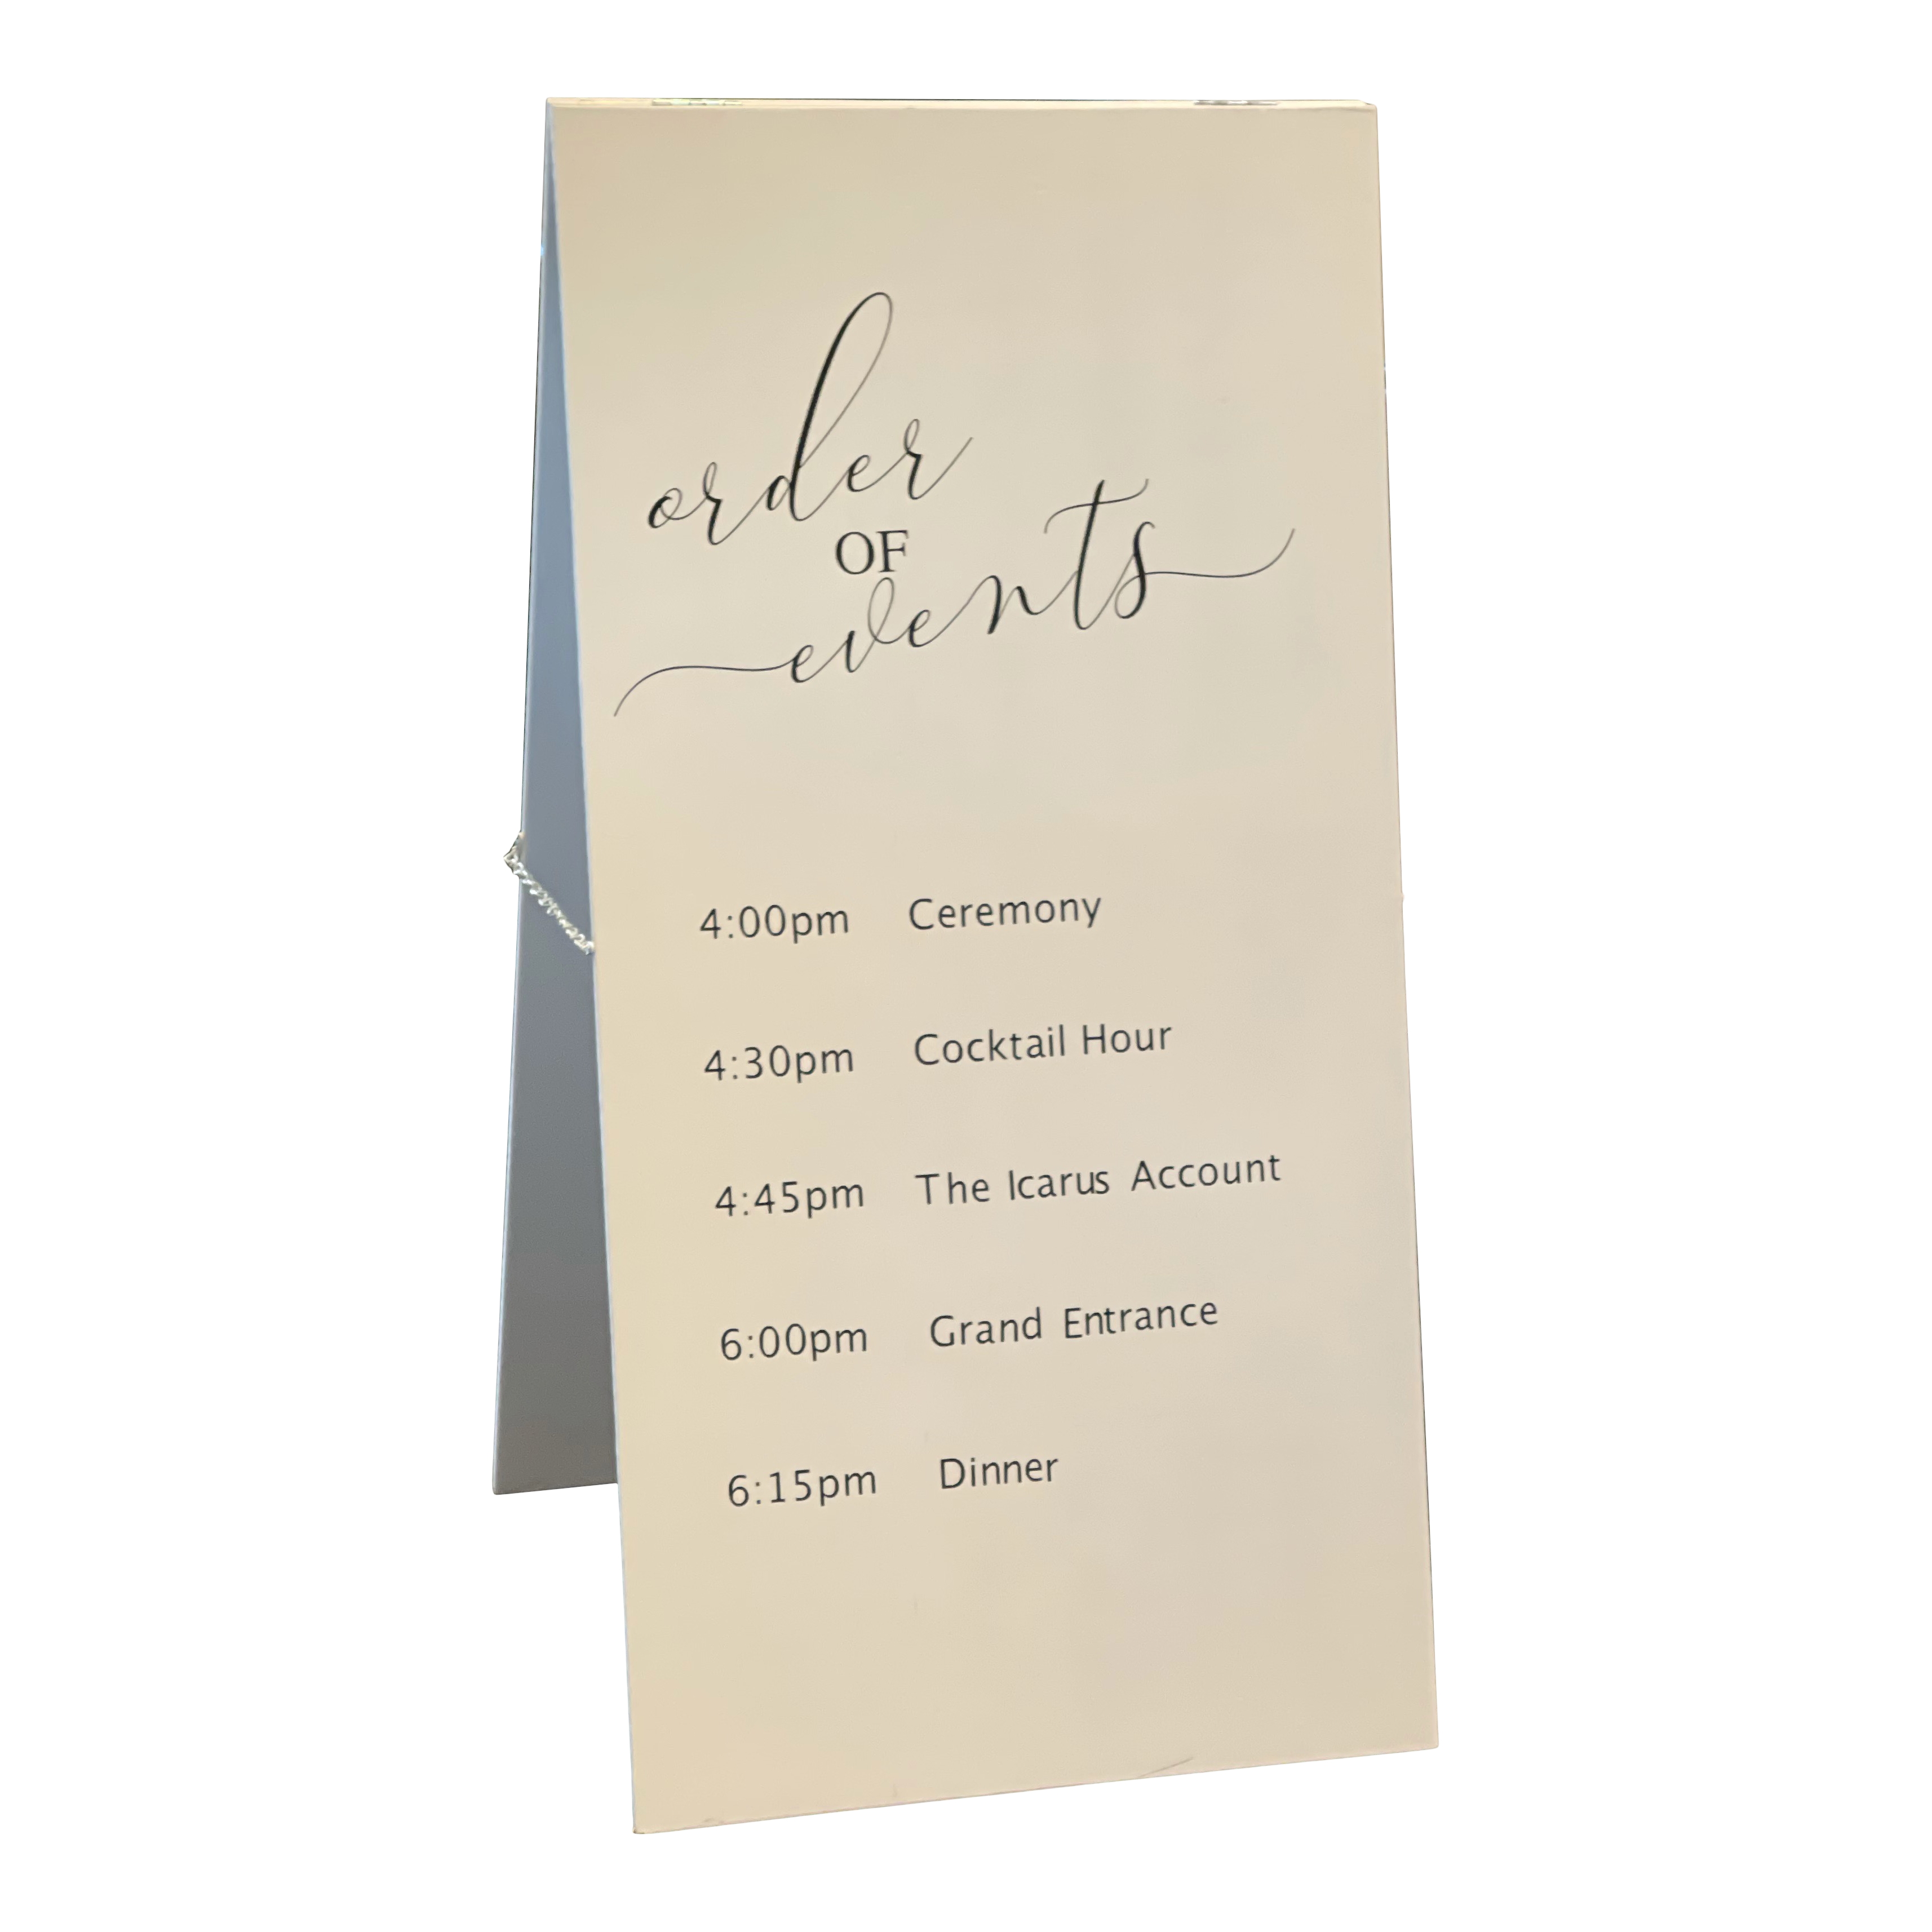 order
OF
events
4:00pm Ceremony
4:30pm Cocktail Hour
4:45pm The Icarus Account
6:00pm Grand Entrance
6:15pm Dinner